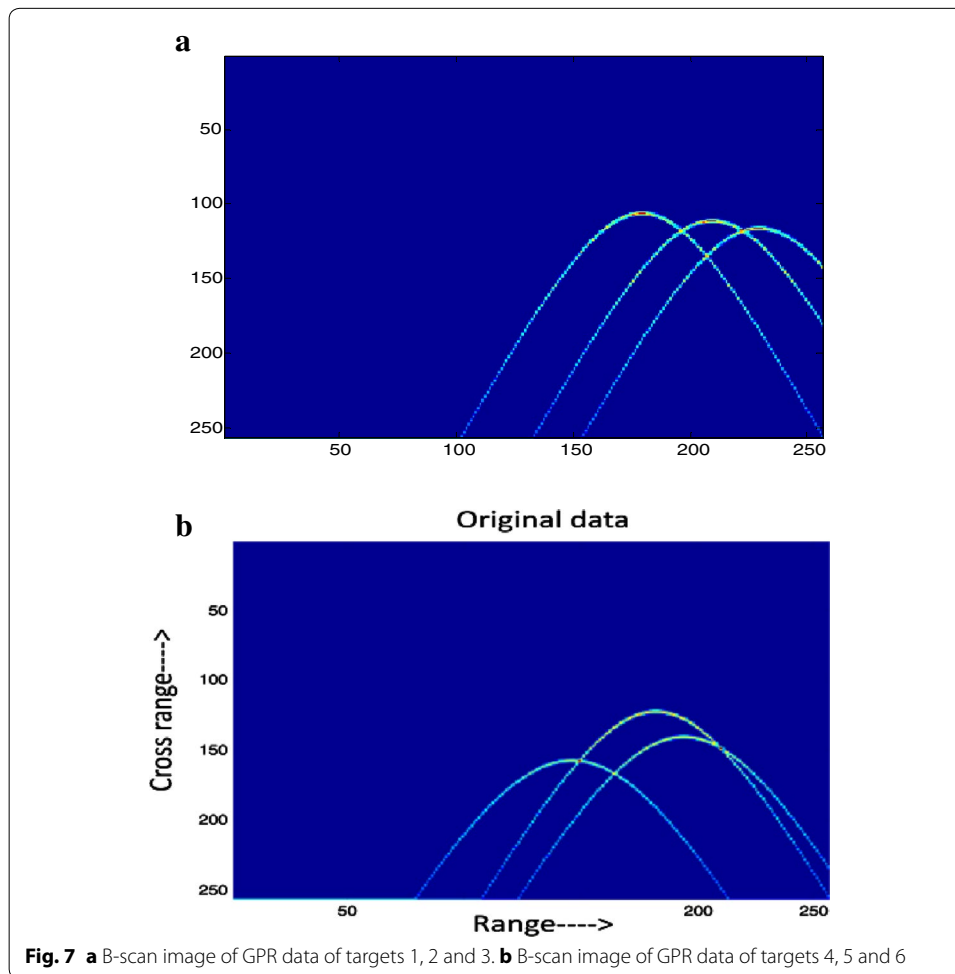 a
50
100
150
200
250
50 100 150 200 250
b
Original data
Cross range---->
50
100
150
200
250
50 200 250
Range---->
Fig. 7 a B-scan image of GPR data of targets 1, 2 and 3. b B-scan image of GPR data of targets 4, 5 and 6